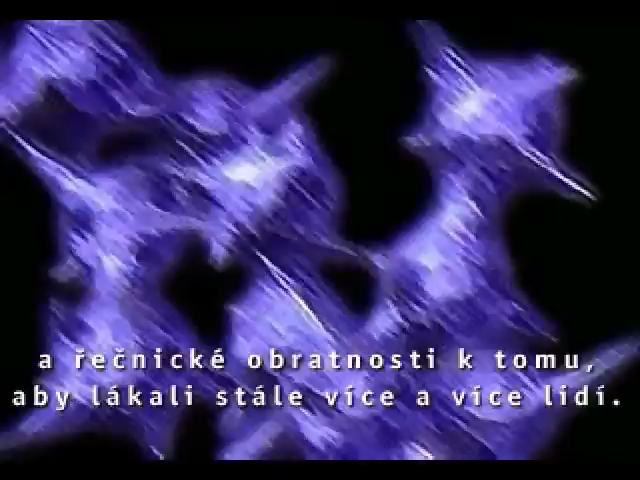 a řečnické obratnosti k tomu,
aby lákali stále více a více lidí.